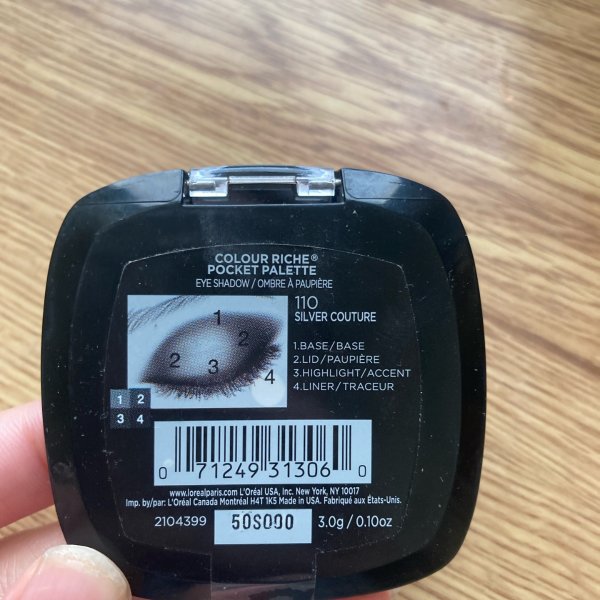 COLOUR RICHE®
POCKET PALETTE
EYE SHADOW / OMBRE À PAUPIÈRE
110
SILVER COUTURE
1
2
2
3
4
1.BASE/BASE
2.LID/PAUPIÈRE
3.HIGHLIGHT/ACCENT
4.LINER/TRACEUR
1 2
3 4
0 71249 31306 0
www.lorealparis.com L'Oréal USA, Inc. New York, NY 10017
Imp. by/par: L'Oréal Canada Montréal H4T 1K5 Made in USA. Fabriqué aux États-Unis.
2104399 50S000 3.0g / 0.10oz